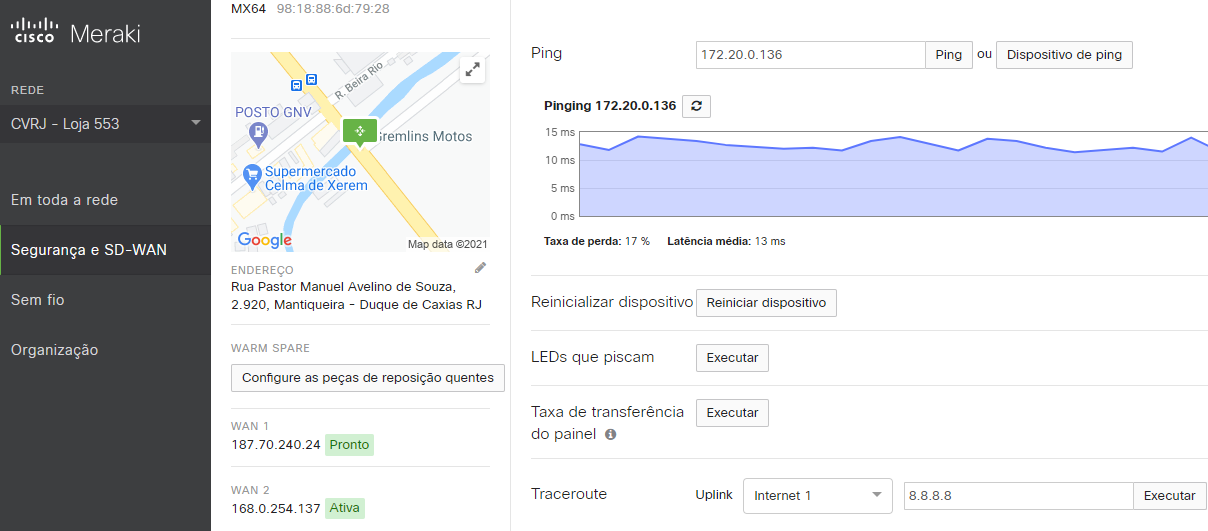 cisco Meraki
REDE
CVRJ - Loja 553
Em toda a rede
Segurança e SD-WAN
Sem fio
Organização
MX64 98:18:88:6d:79:28
R. Beira Rio
POSTO GNV
Gremlins Motos
Supermercado
Celma de Xerem
Google
Map data ©2021
ENDEREÇO
Rua Pastor Manuel Avelino de Souza,
2.920, Mantiqueira - Duque de Caxias RJ
WARM SPARE
Configure as peças de reposição quentes
WAN 1
187.70.240.24 Pronto
WAN 2
168.0.254.137 Ativa
Ping 172.20.0.136 Ping ou Dispositivo de ping
Pinging 172.20.0.136
15 ms
10 ms
5 ms
0 ms
Taxa de perda: 17 % Latência média: 13 ms
Reinicializar dispositivo Reiniciar dispositivo
LEDs que piscam Executar
Taxa de transferência Executar
do painel
Traceroute Uplink Internet 1 8.8.8.8 Executar